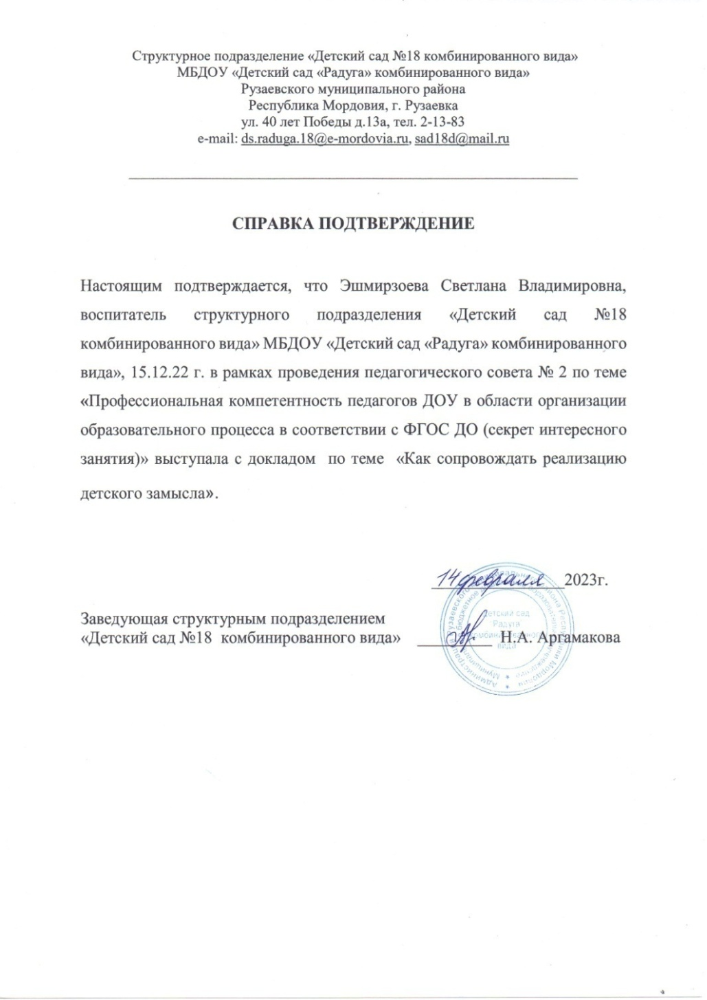 Структурное подразделение «Детский сад №18 комбинированного вида»
МБДОУ «Детский сад «Радуга» комбинированного вида»
Рузаевского муниципального района
Республика Мордовия, г. Рузаевка
ул. 40 лет Победы д.13а, тел. 2-13-83
e-mail: ds.raduga.18@e-mordovia.ru, sad18d@mail.ru
СПРАВКА ПОДТВЕРЖДЕНИЕ
Настоящим подтверждается, что Эшмирзоева Светлана Владимировна,
воспитатель структурного подразделения «Детский сад №18
комбинированного вида» МБДОУ «Детский сад «Радуга» комбинированного
вида», 15.12.22 г. в рамках проведения педагогического совета № 2 по теме
«Профессиональная компетентность педагогов ДОУ в области организации
образовательного процесса в соответствии с ФГОС ДО (секрет интересного
занятия)» выступала с докладом по теме «Как сопровождать реализацию
детского замысла».
14 февраля 2023г.
Заведующая структурным подразделением
«Детский сад №18 комбинированного вида» Н.А. Аргамакова
Детский сад
Радуга
комбинированного
вида